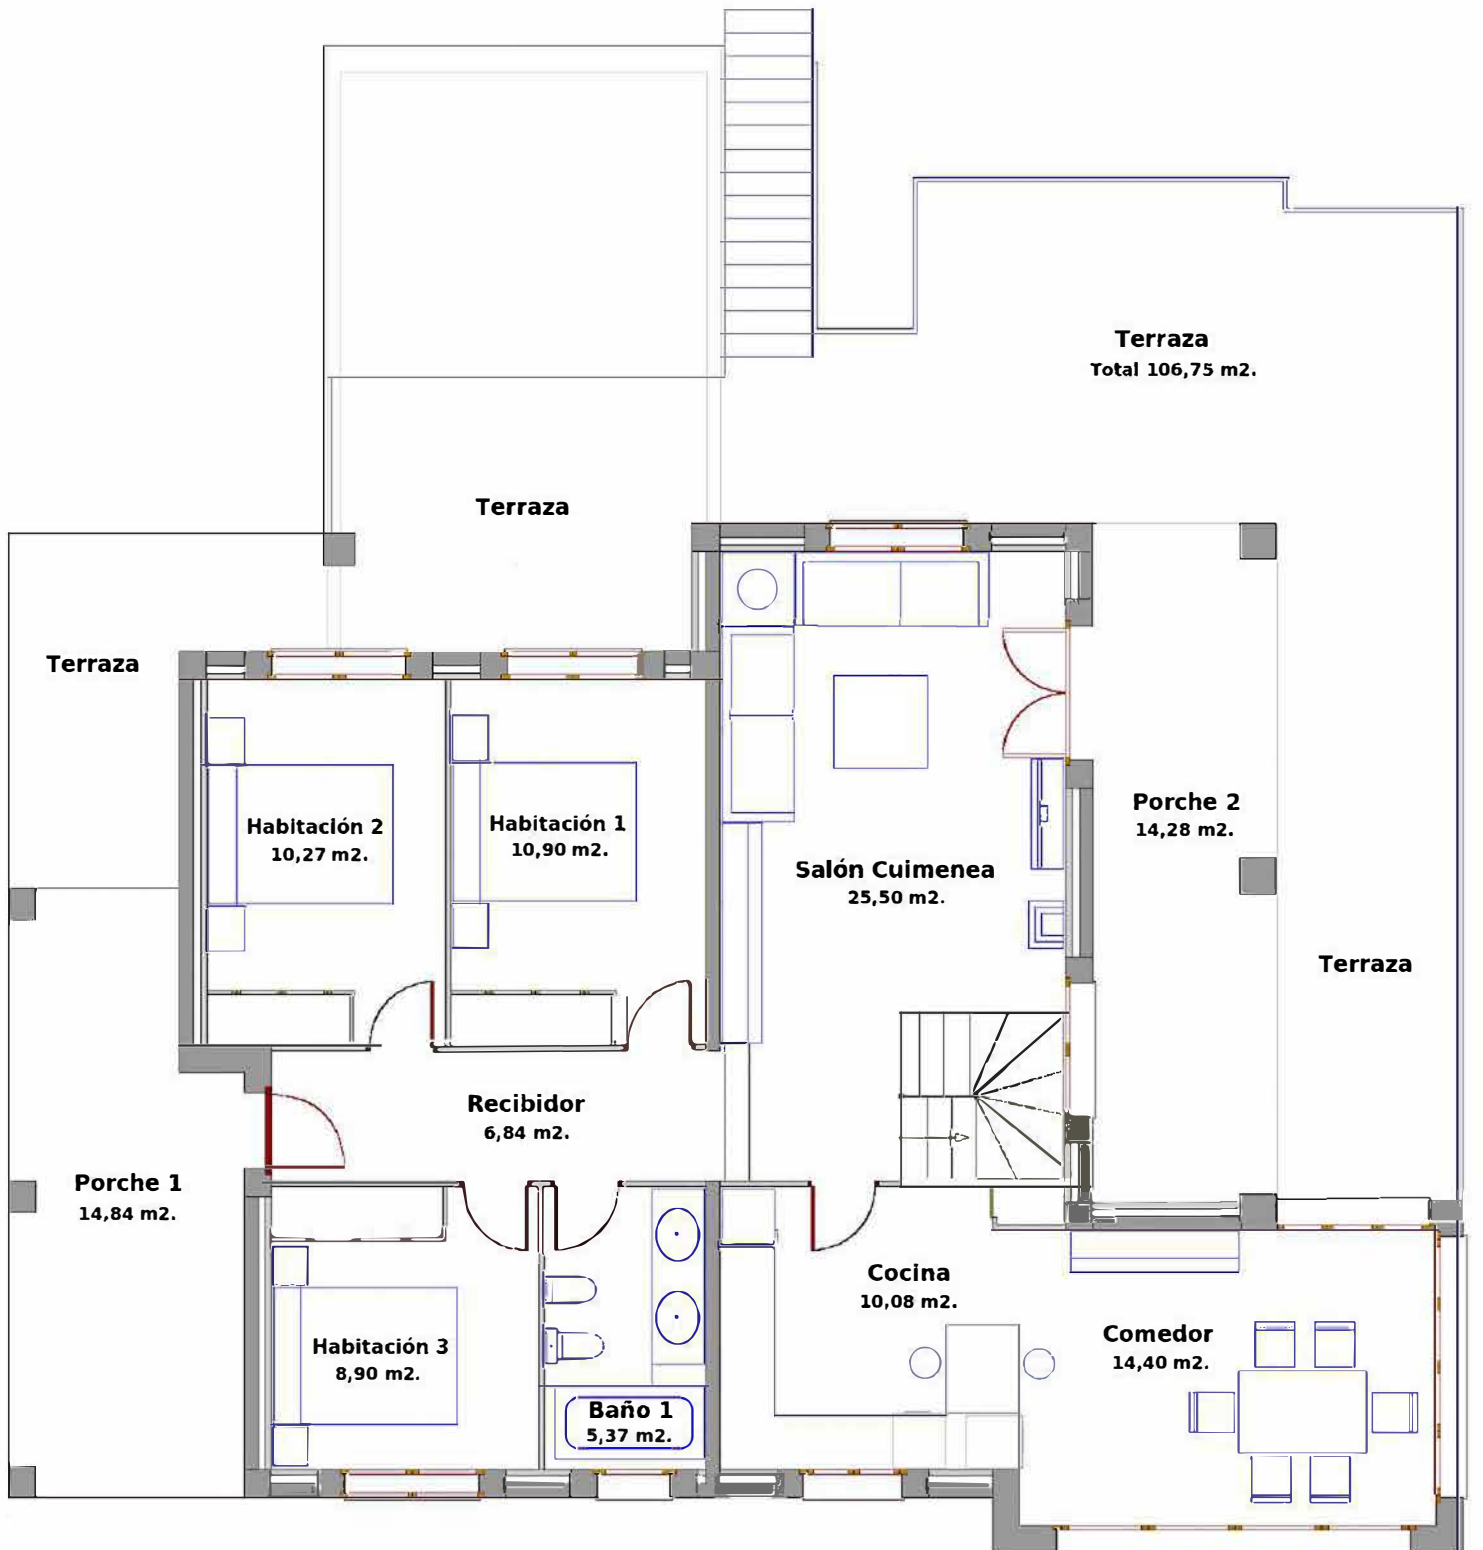 Terraza
Total 106,75 m2.
Terraza
Terraza
Habitación 2
10,27 m2.
Habitación 1
10,90 m2.
Salón Cuimenea
25,50 m2.
Porche 2
14,28 m2.
Terraza
Recibidor
6,84 m2.
Porche 1
14,84 m2.
Cocina
10,08 m2.
Comedor
14,40 m2.
Habitación 3
8,90 m2.
Baño 1
5,37 m2.